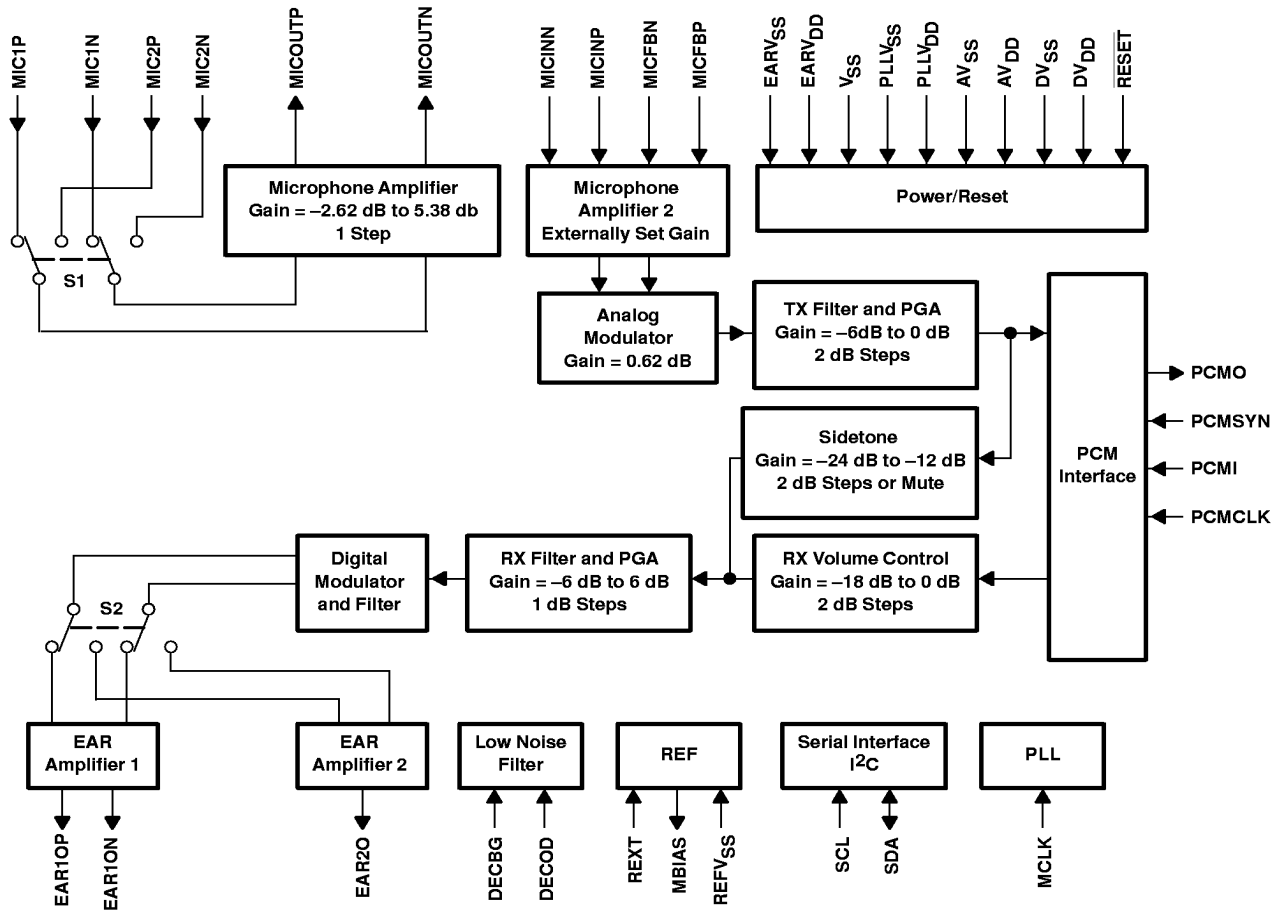 MIC1P
MIC1N
MIC2P
MIC2N
MICOUTP
MICOUTN
MICINN
MICINP
MICFBN
MICFBP
EARVSS
EARVDD
VSS
PLLVSS
PLLVDD
AVSS
AVDD
DVSS
DVDD
RESET
Microphone Amplifier
Gain = –2.62 dB to 5.38 db
1 Step
Microphone
Amplifier 2
Externally Set Gain
Power/Reset
S1
Analog
Modulator
Gain = 0.62 dB
TX Filter and PGA
Gain = –6dB to 0 dB
2 dB Steps
PCMO
PCMSYN
PCMI
PCMCLK
PCM
Interface
Sidetone
Gain = –24 dB to –12 dB
2 dB Steps or Mute
Digital
Modulator
and Filter
RX Filter and PGA
Gain = –6 dB to 6 dB
1 dB Steps
RX Volume Control
Gain = –18 dB to 0 dB
2 dB Steps
S2
EAR
Amplifier 1
EAR
Amplifier 2
Low Noise
Filter
REF
Serial Interface
I2C
PLL
EAR1OP
EAR1ON
EAR2O
DECBG
DECOD
REXT
MBIAS
REFVSS
SCL
SDA
MCLK